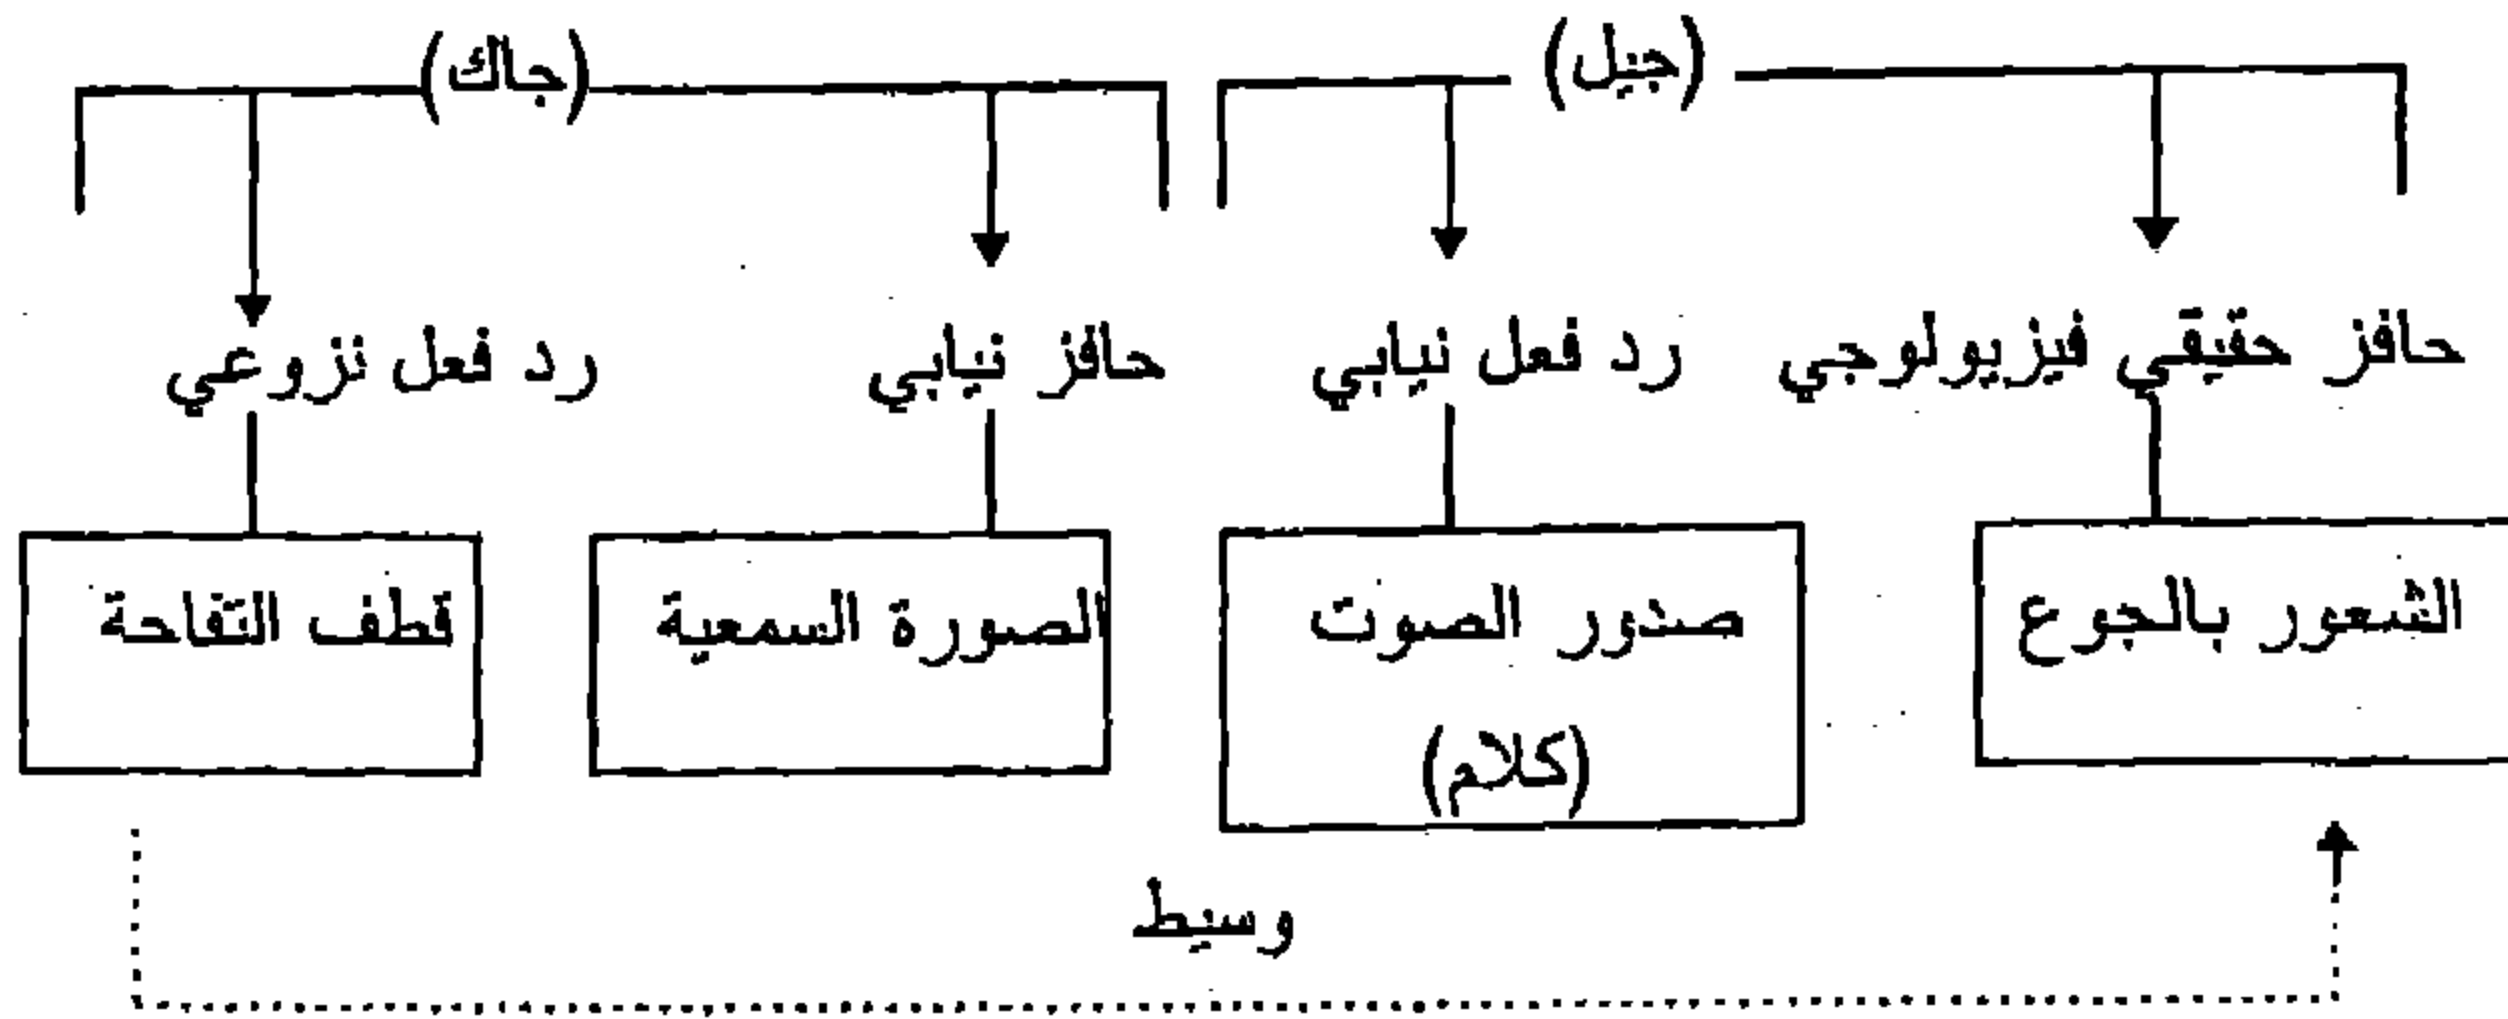 (جيل)
(جاك)
حافز حقيقي فيزيولوجي
رد فعل نيابي
حافز نيابي
رد فعل نزوعي
الشعور بالجوع
صدور الصوت
(كلام)
الصورة السمعية
قطف التفاحة
وسيط